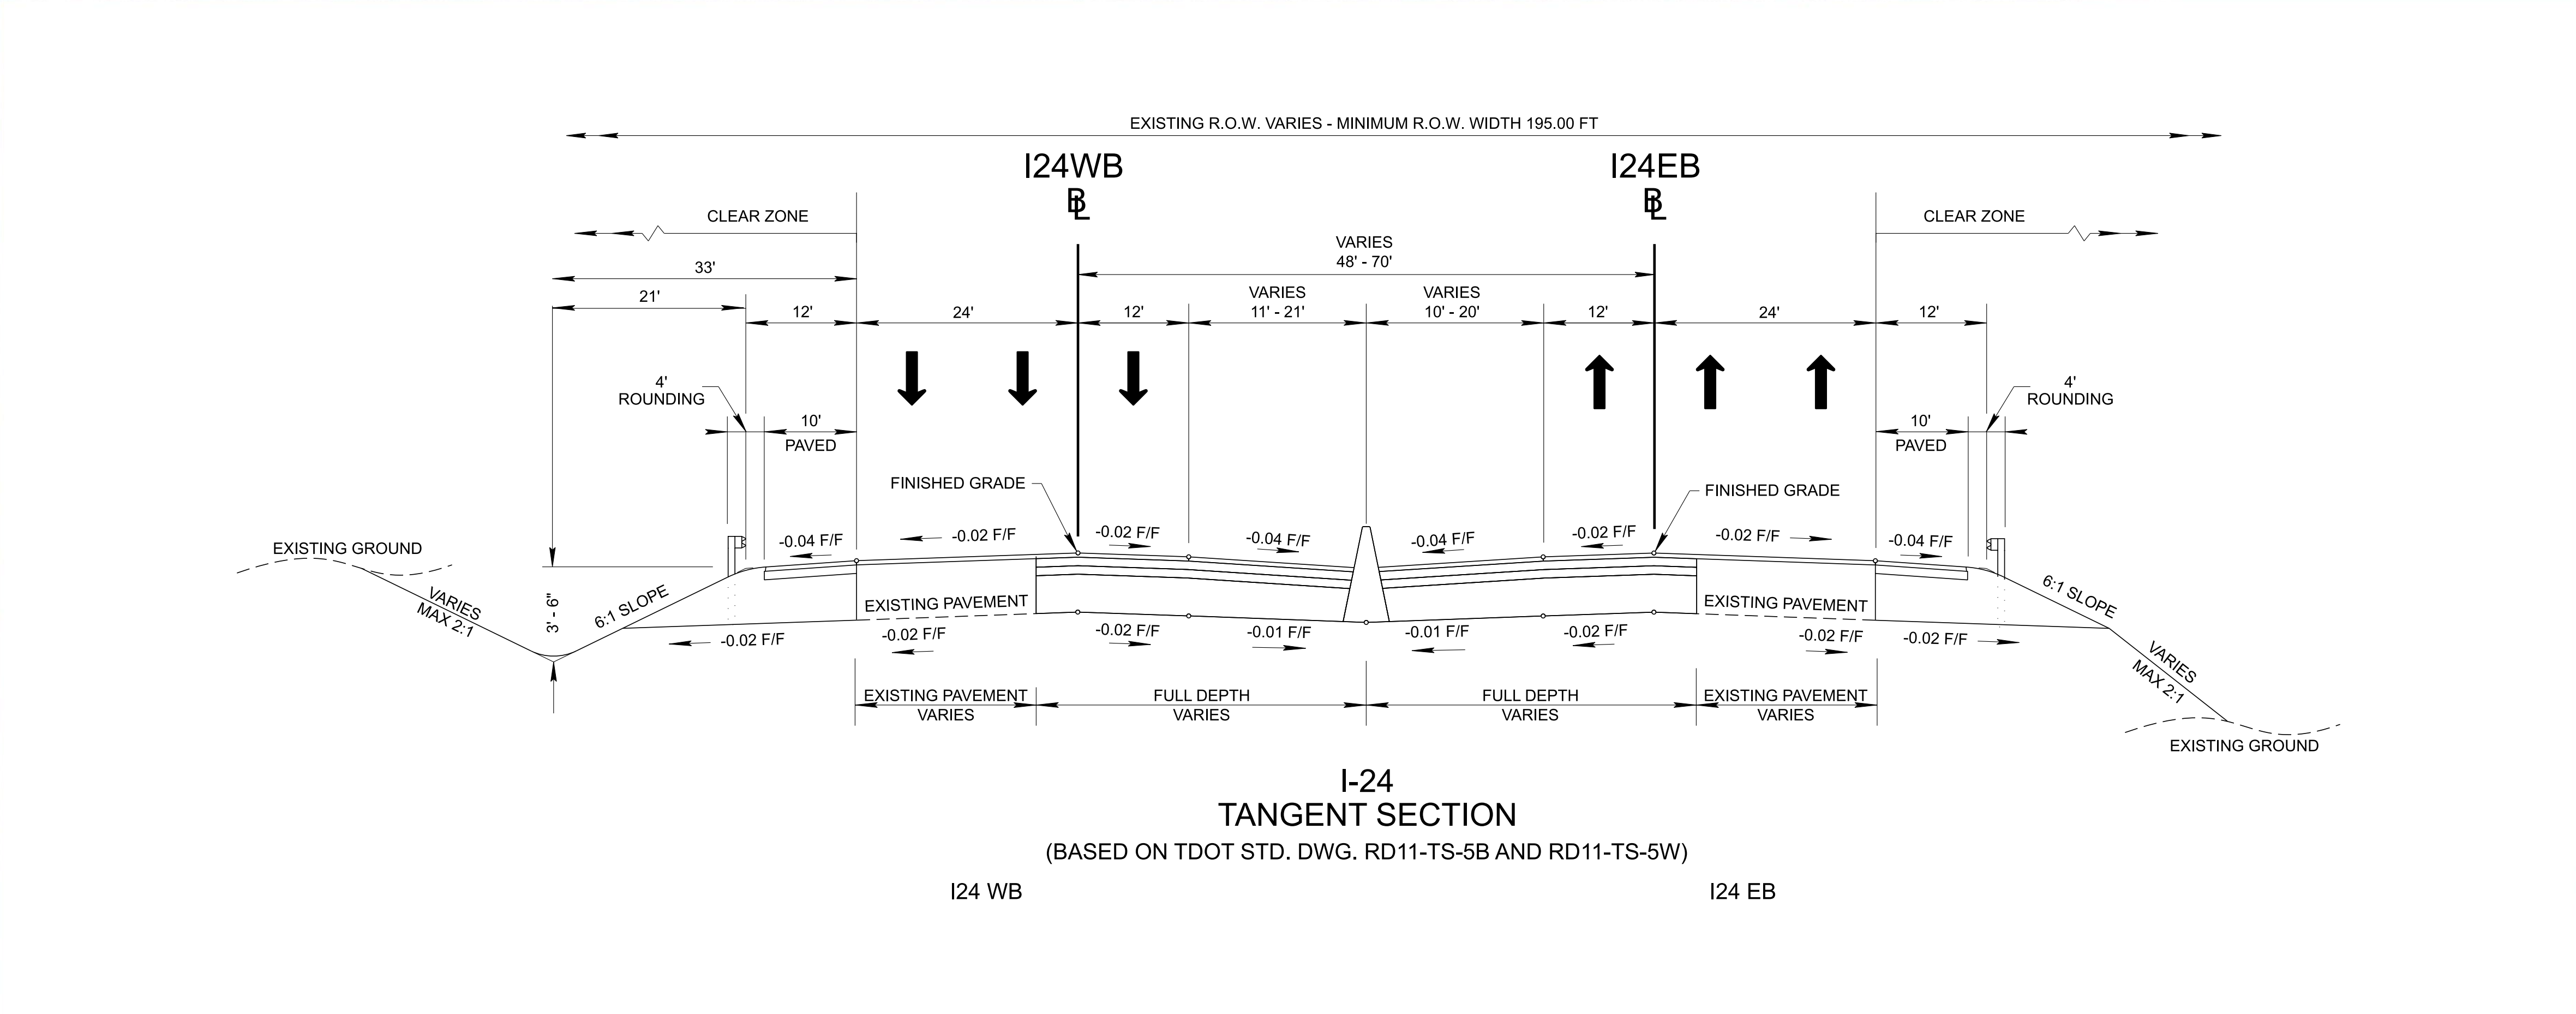 EXISTING R.O.W. VARIES - MINIMUM R.O.W. WIDTH 195.00 FT
I24WB
I24EB
BL
BL
CLEAR ZONE
CLEAR ZONE
VARIES
48' - 70'
33'
21'
12'
24'
12'
VARIES
11' - 21'
VARIES
10' - 20'
12'
24'
12'
4'
ROUNDING
4'
ROUNDING
10'
PAVED
10'
PAVED
FINISHED GRADE
FINISHED GRADE
EXISTING GROUND
-0.04 F/F
-0.02 F/F
-0.02 F/F
-0.04 F/F
-0.04 F/F
-0.02 F/F
-0.02 F/F
-0.04 F/F
VARIES
MAX 2:1
3' - 6"
6:1 SLOPE
EXISTING PAVEMENT
EXISTING PAVEMENT
6:1 SLOPE
-0.02 F/F
-0.02 F/F
-0.02 F/F
-0.01 F/F
-0.01 F/F
-0.02 F/F
-0.02 F/F
-0.02 F/F
VARIES
MAX 2:1
EXISTING PAVEMENT
VARIES
FULL DEPTH
VARIES
FULL DEPTH
VARIES
EXISTING PAVEMENT
VARIES
EXISTING GROUND
I-24
TANGENT SECTION
(BASED ON TDOT STD. DWG. RD11-TS-5B AND RD11-TS-5W)
I24 WB
I24 EB